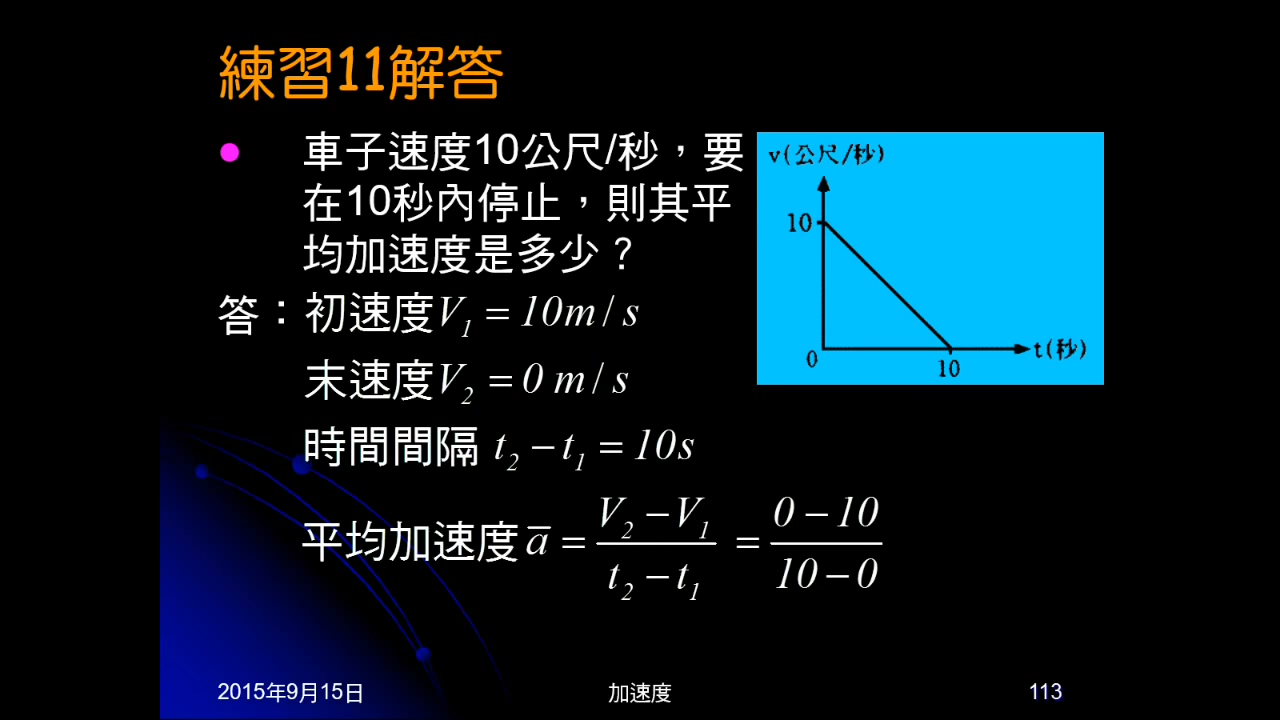 練習11解答
車子速度10公尺/秒，要
在10秒內停止，則其平
均加速度是多少？
v(公尺/秒)
10
0
10
t(秒)
答：初速度V₁ = 10m / s
末速度V₂ = 0 m / s
時間間隔 t₂ − t₁ = 10s
平均加速度 a̅ = (V₂ − V₁)/(t₂ − t₁) = (0 − 10)/(10 − 0)
2015年9月15日
加速度
113